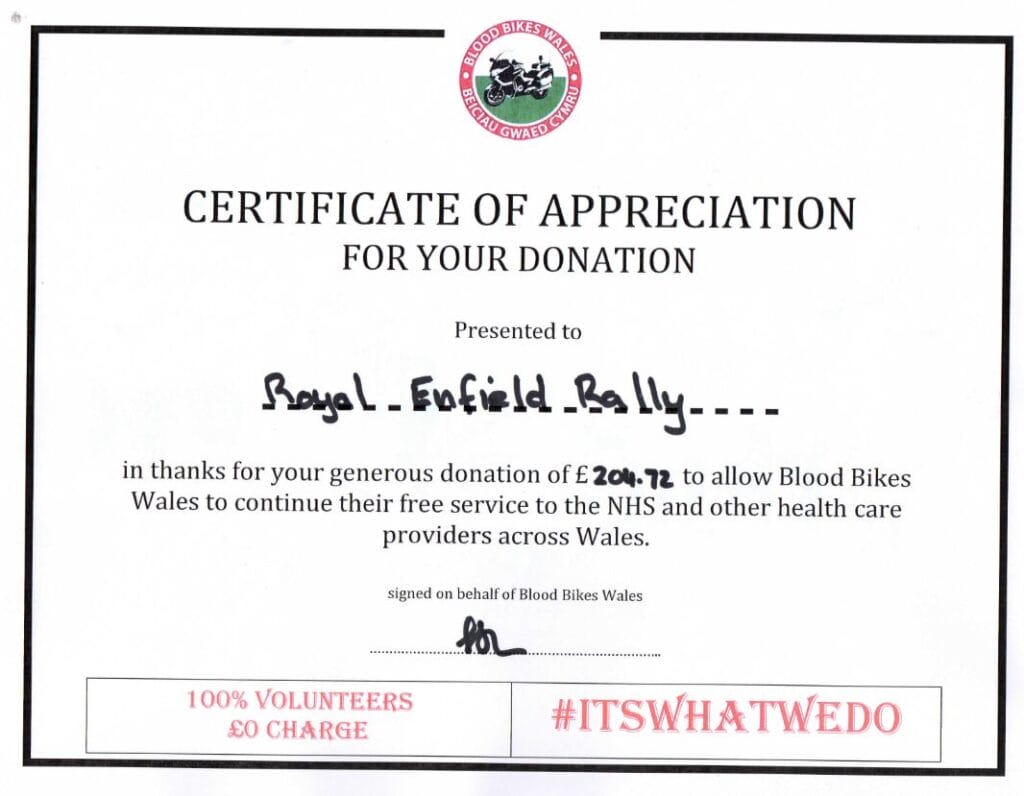 BLOOD BIKES WALES
BEICIAU GWAED CYMRU
CERTIFICATE OF APPRECIATION
FOR YOUR DONATION
Presented to
Royal Enfield Rally
in thanks for your generous donation of £ 204.72 to allow Blood Bikes
Wales to continue their free service to the NHS and other health care
providers across Wales.
signed on behalf of Blood Bikes Wales
100% VOLUNTEERS
£0 CHARGE
#ITSWHATWEDO